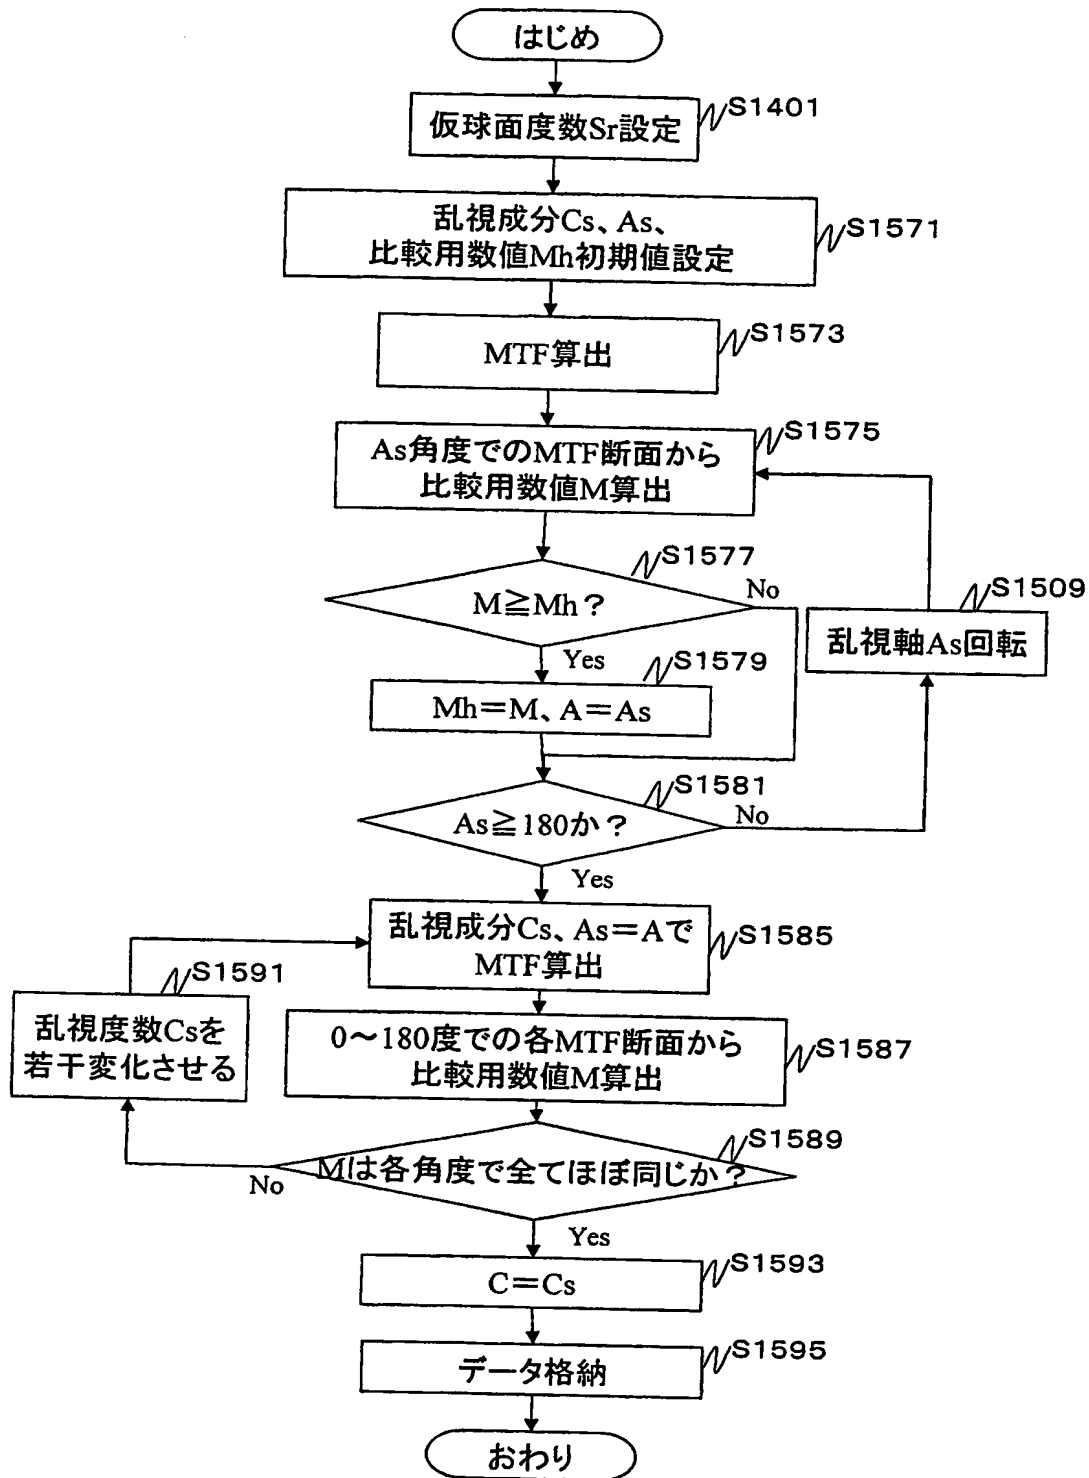 はじめ
S1401
仮球面度数Sr設定
S1571
乱視成分Cs、As、
比較用数値Mh初期値設定
S1573
MTF算出
S1575
As角度でのMTF断面から
比較用数値M算出
S1577
M≧Mh？
No
S1509
乱視軸As回転
Yes
S1579
Mh＝M、A＝As
S1581
As≧180か？
No
Yes
乱視成分Cs、As＝Aで
MTF算出
S1585
S1591
乱視度数Csを
若干変化させる
0～180度での各MTF断面から
比較用数値M算出
S1587
S1589
Mは各角度で全てほぼ同じか？
No
Yes
S1593
C＝Cs
S1595
データ格納
おわり